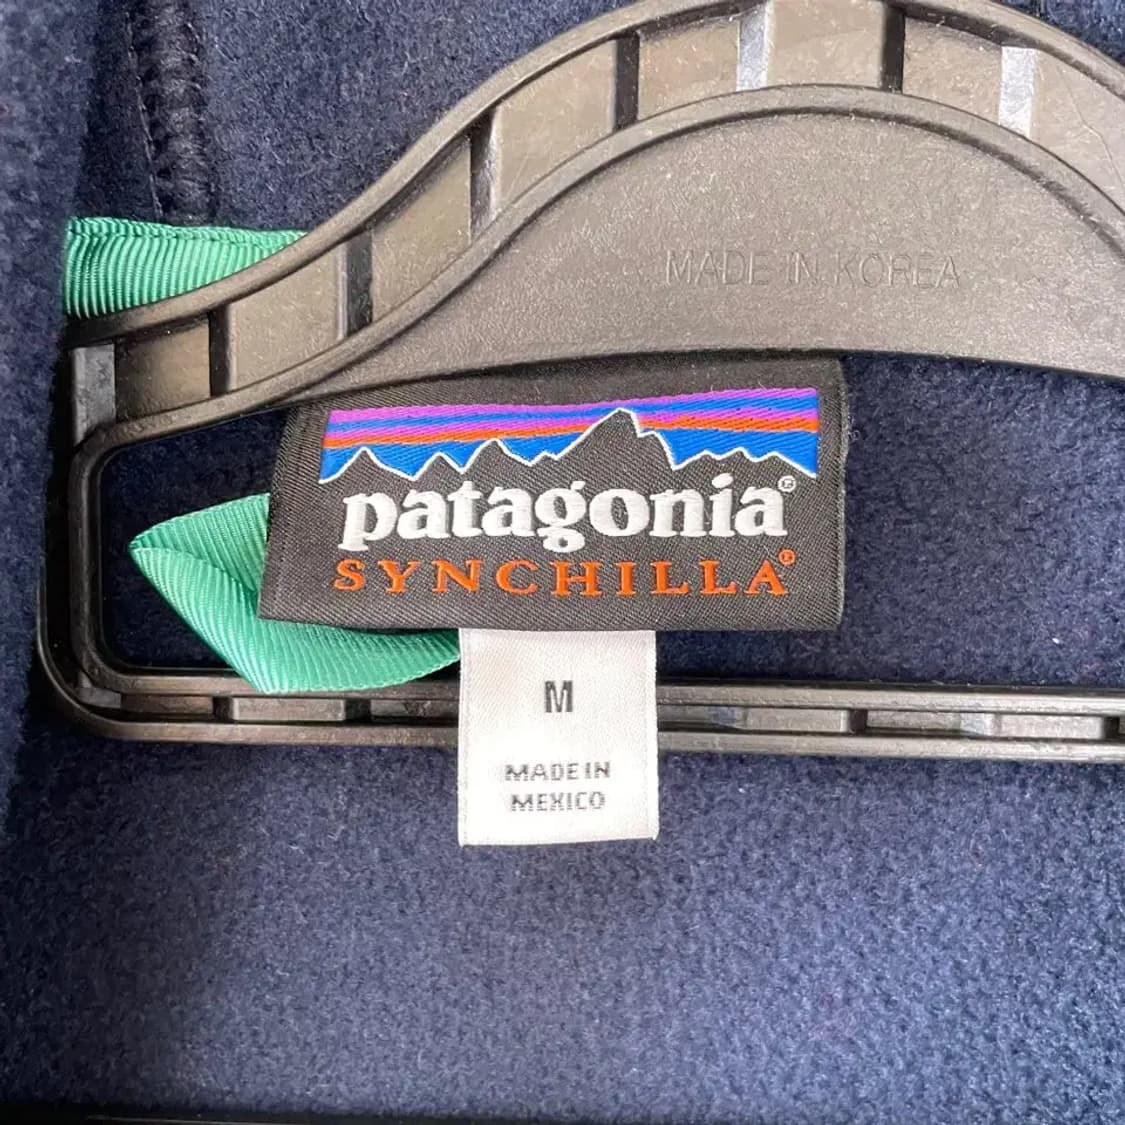 MADE IN KOREA
patagonia®
SYNCHILLA®
M
MADE IN
MEXICO